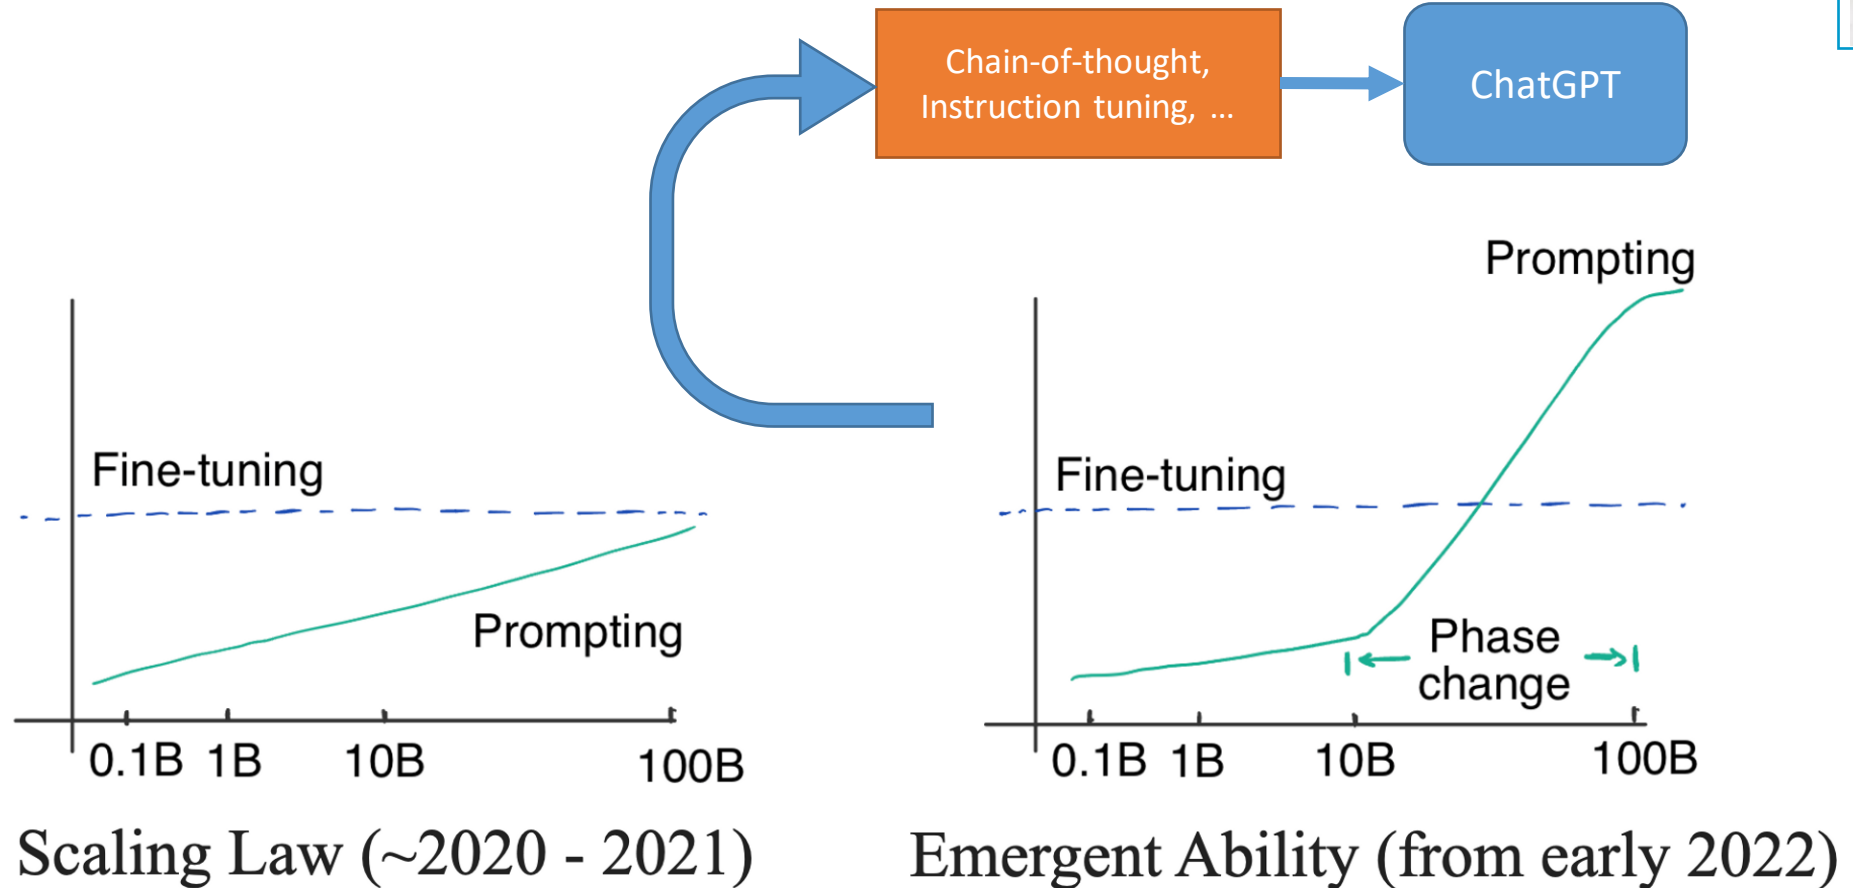 Chain-of-thought,
Instruction tuning, ...
ChatGPT
Fine-tuning
Prompting
0.1B 1B 10B 100B
Scaling Law (~2020 - 2021)
Prompting
Fine-tuning
Phase
change
0.1B 1B 10B 100B
Emergent Ability (from early 2022)